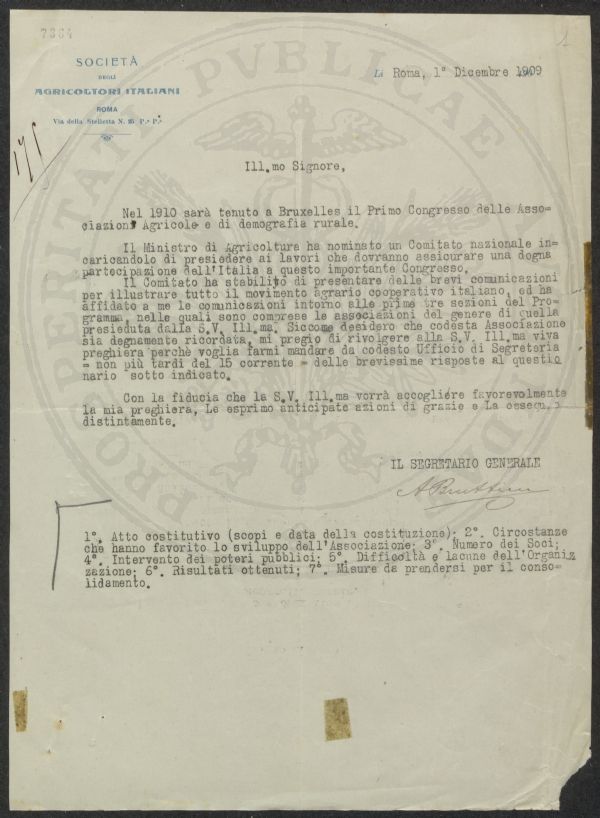 7364
1
SOCIETÀ
DEGLI
AGRICOLTORI ITALIANI
ROMA
Via della Stelletta N. 25 P.º P.º
Li Roma, 1° Dicembre 1909
175
Ill.mo Signore,
Nel 1910 sarà tenuto a Bruxelles il Primo Congresso delle Asso=
ciazioni Agricole e di demografia rurale.
Il Ministro di Agricoltura ha nominato un Comitato nazionale in=
caricandolo di presiedere ai lavori che dovranno assicurare una degna
partecipazione dell'Italia a questo importante Congresso.
Il Comitato ha stabilito di presentare delle brevi comunicazioni
per illustrare tutto il movimento agrario cooperativo italiano, ed ha
affidato a me le comunicazioni intorno alle prime tre sezioni del Pro=
gramma, nelle quali sono comprese le associazioni del genere di quella
presieduta dalla S.V. Ill.ma. Siccome desidero che codesta Associazione
sia degnamente ricordata, mi pregio di rivolgere alla S.V. Ill.ma viva
preghiera perchè voglia farmi mandare da codesto Ufficio di Segreteria
= non più tardi del 15 corrente = delle brevissime risposte al questio
nario sotto indicato.
Con la fiducia che la S.V. Ill.ma vorrà accogliere favorevolmente
la mia preghiera, Le esprimo anticipate azioni di grazie e La ossequio
distintamente.
IL SEGRETARIO GENERALE
1°. Atto costitutivo (scopi e data della costituzione); 2°. Circostanze
che hanno favorito lo sviluppo dell'Associazione; 3°. Numero dei Soci;
4°. Intervento dei poteri pubblici; 5°. Difficoltà e lacune dell'Organiz
zazione; 6°. Risultati ottenuti; 7°. Misure da prendersi per il conso=
lidamento.